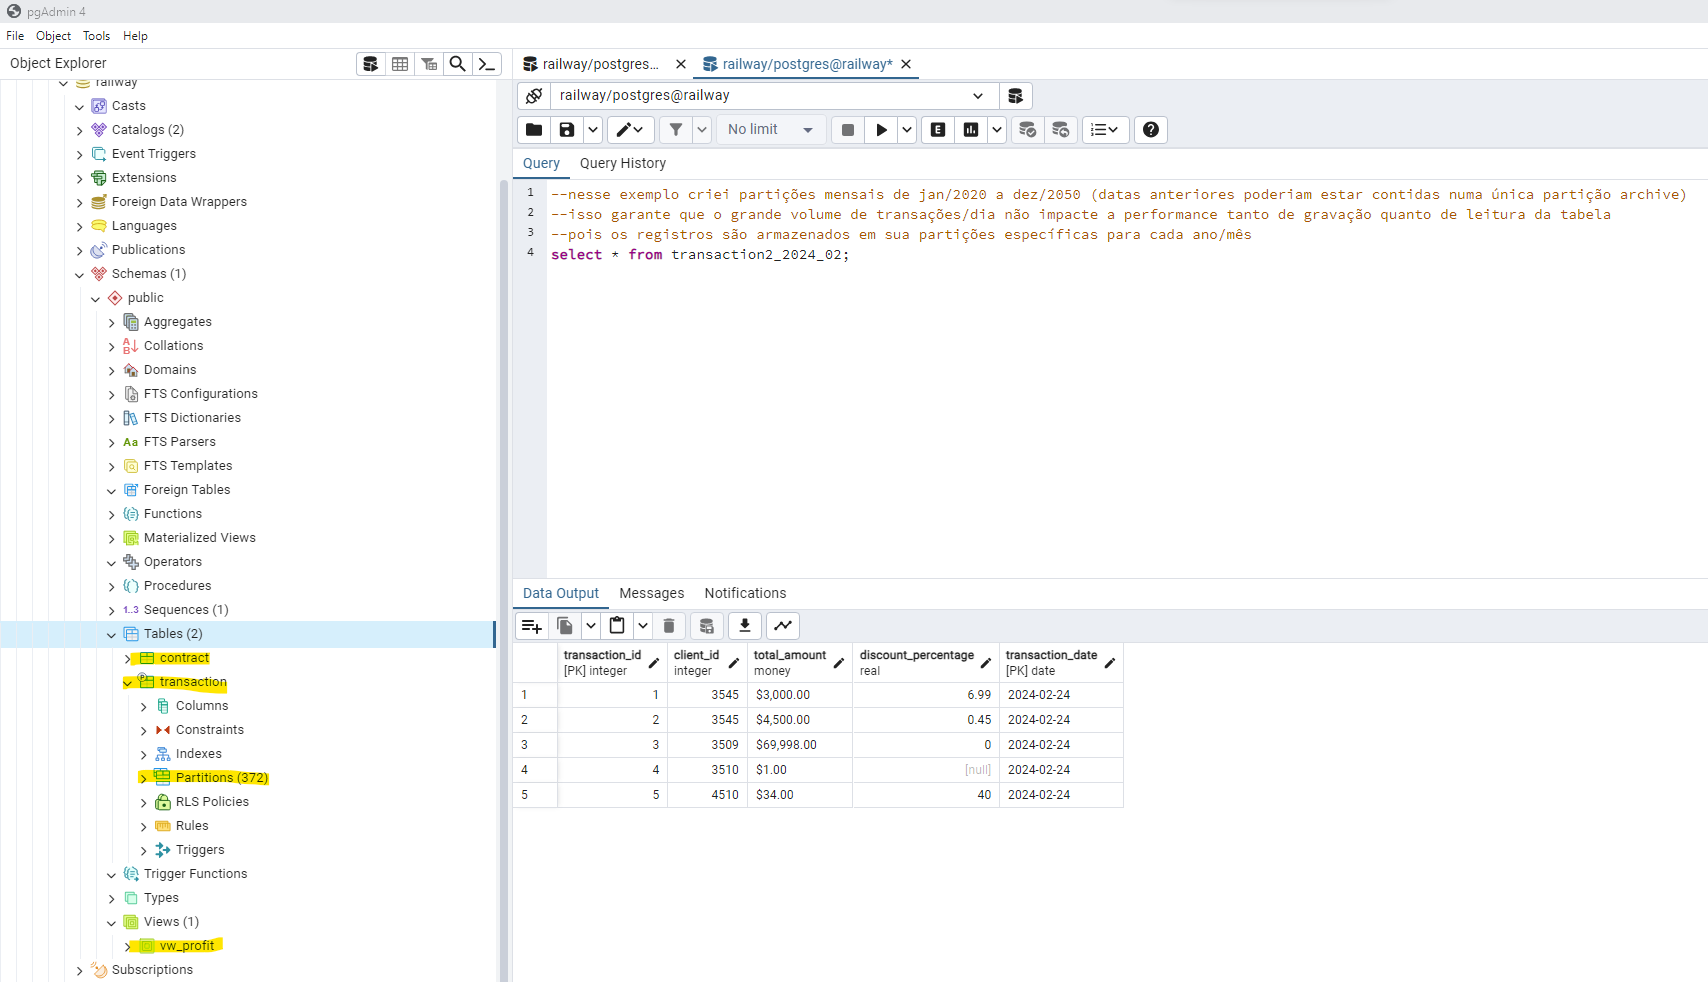 pgAdmin 4
File Object Tools Help
Object Explorer
railway
Casts
Catalogs (2)
Event Triggers
Extensions
Foreign Data Wrappers
Languages
Publications
Schemas (1)
public
Aggregates
Collations
Domains
FTS Configurations
FTS Dictionaries
Aa FTS Parsers
FTS Templates
Foreign Tables
Functions
Materialized Views
Operators
Procedures
1..3 Sequences (1)
Tables (2)
contract
transaction
Columns
Constraints
Indexes
Partitions (372)
RLS Policies
Rules
Triggers
Trigger Functions
Types
Views (1)
vw_profit
Subscriptions
railway/postgres... railway/postgres@railway*
railway/postgres@railway
No limit
Query Query History
1 --nesse exemplo criei partições mensais de jan/2020 a dez/2050 (datas anteriores poderiam estar contidas numa única partição archive)
2 --isso garante que o grande volume de transações/dia não impacte a performance tanto de gravação quanto de leitura da tabela
3 --pois os registros são armazenados em sua partições específicas para cada ano/mês
4 select * from transaction2_2024_02;
Data Output Messages Notifications
transaction_id client_id total_amount discount_percentage transaction_date
[PK] integer integer money real [PK] date
1 1 3545 $3,000.00 6.99 2024-02-24
2 2 3545 $4,500.00 0.45 2024-02-24
3 3 3509 $69,998.00 0 2024-02-24
4 4 3510 $1.00 [null] 2024-02-24
5 5 4510 $34.00 40 2024-02-24